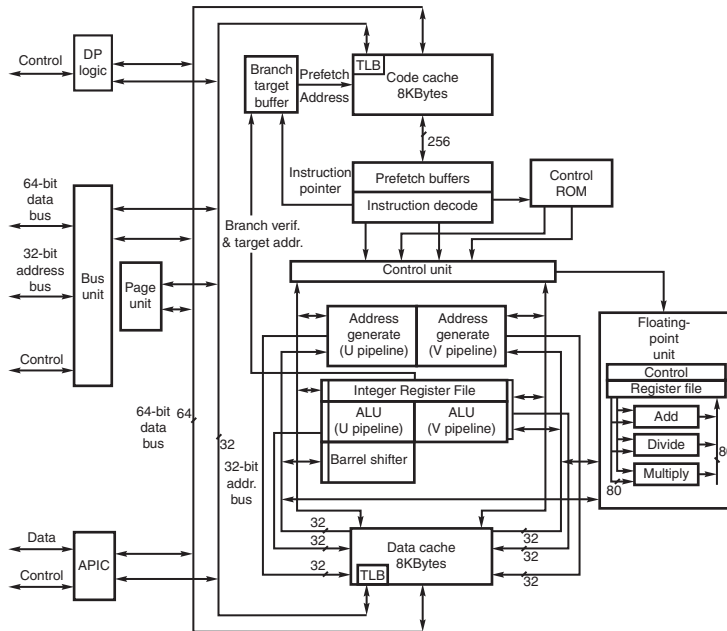 Control
DP
logic
Branch
target
buffer
Prefetch
Address
TLB
Code cache
8KBytes
256
Instruction
pointer
Prefetch buffers
Instruction decode
Control
ROM
64-bit
data
bus
32-bit
address
bus
Control
Bus
unit
Page
unit
Branch verif.
& target addr.
Control unit
Address
generate
(U pipeline)
Address
generate
(V pipeline)
Floating-
point
unit
Control
Register file
Add
Divide
Multiply
80
80
Integer Register File
ALU
(U pipeline)
ALU
(V pipeline)
Barrel shifter
64
64-bit
data
bus
32
32-bit
addr.
bus
32
32
32
32
32
32
Data cache
8KBytes
TLB
Data
Control
APIC